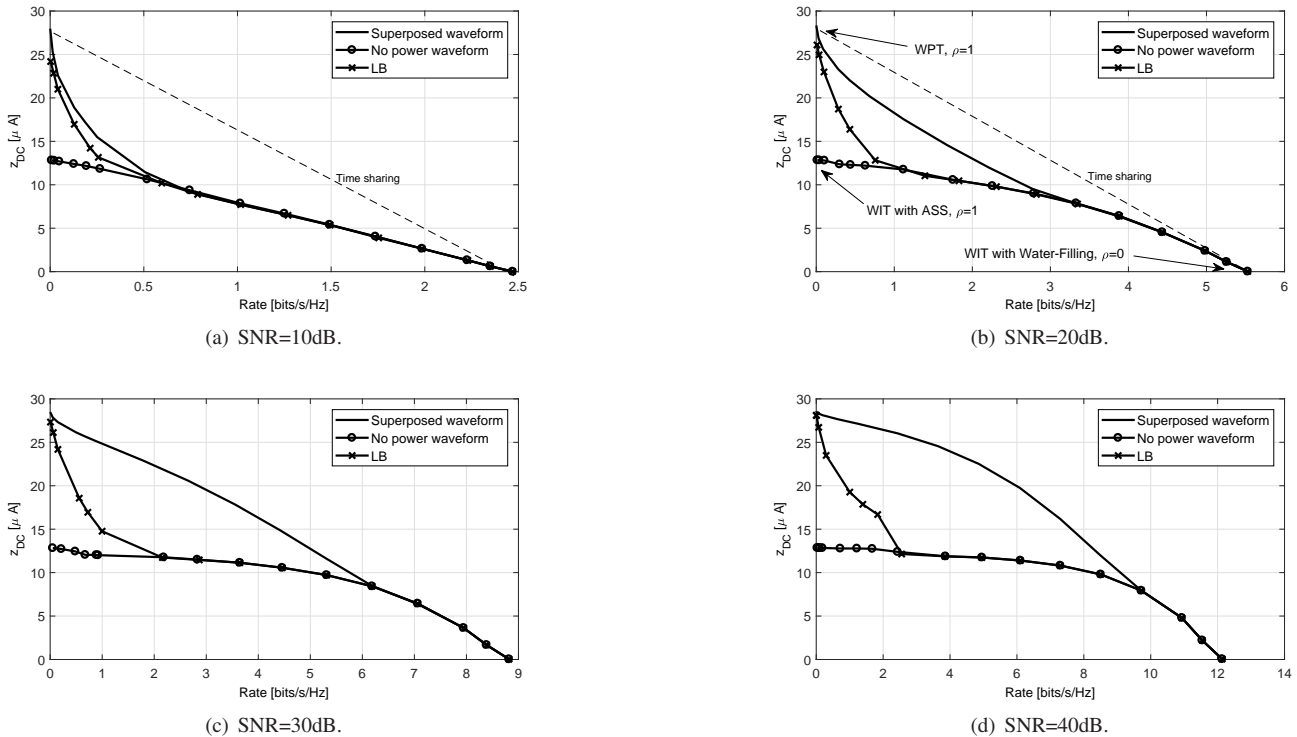 30
25
20
15
10
5
0
z_DC [μ A]
Superposed waveform
No power waveform
LB
Time sharing
0 0.5 1 1.5 2 2.5
Rate [bits/s/Hz]
(a) SNR=10dB.
30
25
20
15
10
5
0
z_DC [μ A]
Superposed waveform
No power waveform
LB
WPT, ρ=1
Time sharing
WIT with ASS, ρ=1
WIT with Water-Filling, ρ=0
0 1 2 3 4 5 6
Rate [bits/s/Hz]
(b) SNR=20dB.
30
25
20
15
10
5
0
z_DC [μ A]
Superposed waveform
No power waveform
LB
0 1 2 3 4 5 6 7 8 9
Rate [bits/s/Hz]
(c) SNR=30dB.
30
25
20
15
10
5
0
z_DC [μ A]
Superposed waveform
No power waveform
LB
0 2 4 6 8 10 12 14
Rate [bits/s/Hz]
(d) SNR=40dB.